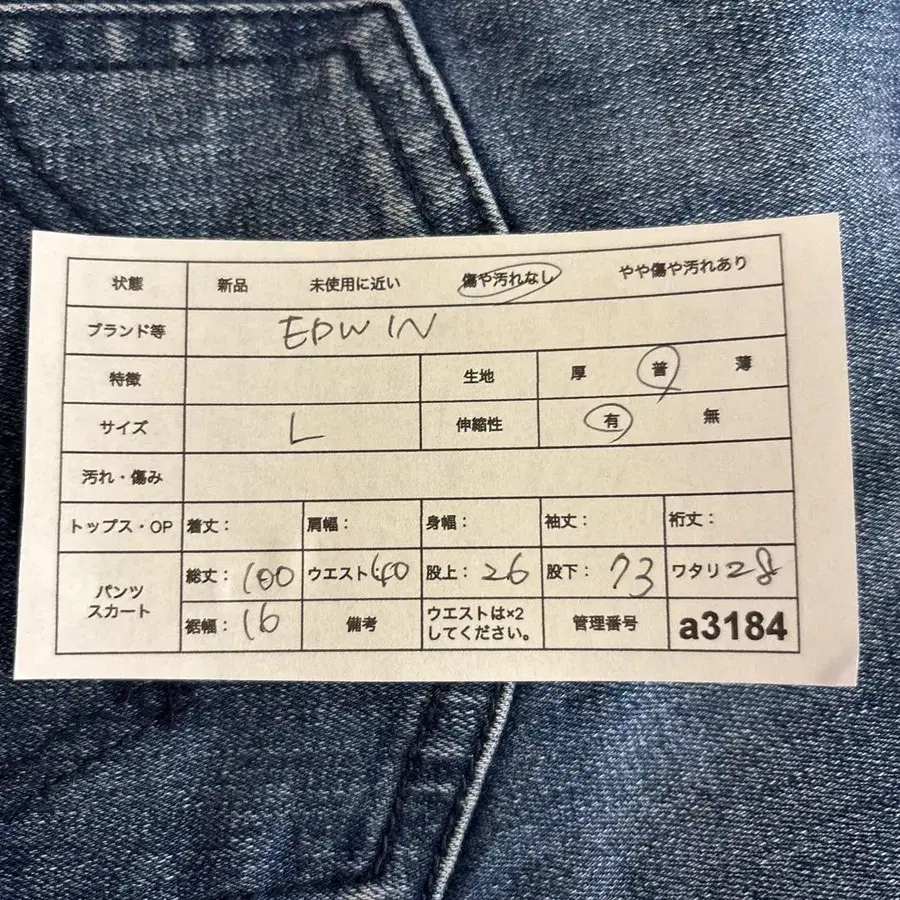 状態 新品 未使用に近い 傷や汚れなし やや傷や汚れあり
ブランド等 EDWIN
特徴 生地 厚 普 薄
サイズ L 伸縮性 有 無
汚れ・傷み
トップス・OP 着丈: 肩幅: 身幅: 袖丈: 裄丈:
パンツ
スカート
総丈: 100 ウエスト: 40 股上: 26 股下: 73 ワタリ 28
裾幅: 16 備考 ウエストは×2
してください。 管理番号 a3184